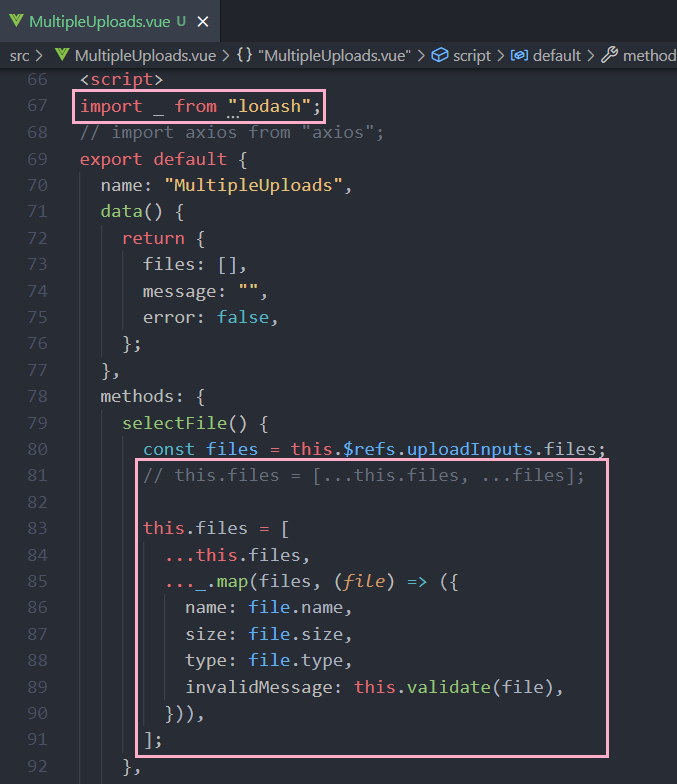 MultipleUploads.vue U ×
src > MultipleUploads.vue > {} "MultipleUploads.vue" > script > default > method
66 <script>
67 import _ from "lodash";
68 // import axios from "axios";
69 export default {
70   name: "MultipleUploads",
71   data() {
72     return {
73       files: [],
74       message: "",
75       error: false,
76     };
77   },
78   methods: {
79     selectFile() {
80       const files = this.$refs.uploadInputs.files;
81       // this.files = [...this.files, ...files];
82
83       this.files = [
84         ...this.files,
85         ..._.map(files, (file) => ({
86           name: file.name,
87           size: file.size,
88           type: file.type,
89           invalidMessage: this.validate(file),
90         })),
91       ];
92     },